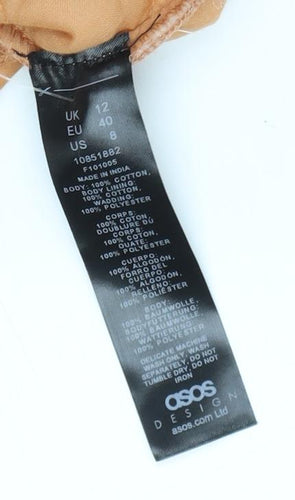 UK 12
EU 40
US 8
10851882
F101005
MADE IN INDIA
BODY: 100% COTTON,
BODY LINING:
100% COTTON,
WADDING:
100% POLYESTER
CORPS:
100% COTON,
DOUBLURE DU
CORPS:
100% COTON,
OUATE:
100% POLYESTER
CUERPO:
100% ALGODÓN,
FORRO DEL
CUERPO:
100% ALGODÓN,
RELLENO:
100% POLIÉSTER
BODY:
100% BAUMWOLLE,
BODYFÜTTERUNG:
100% BAUMWOLLE,
WATTIERUNG:
100% POLYESTER
DELICATE MACHINE
WASH ONLY, WASH
SEPARATELY, DO NOT
TUMBLE DRY, DO NOT
IRON
asos
DESIGN
asos.com Ltd